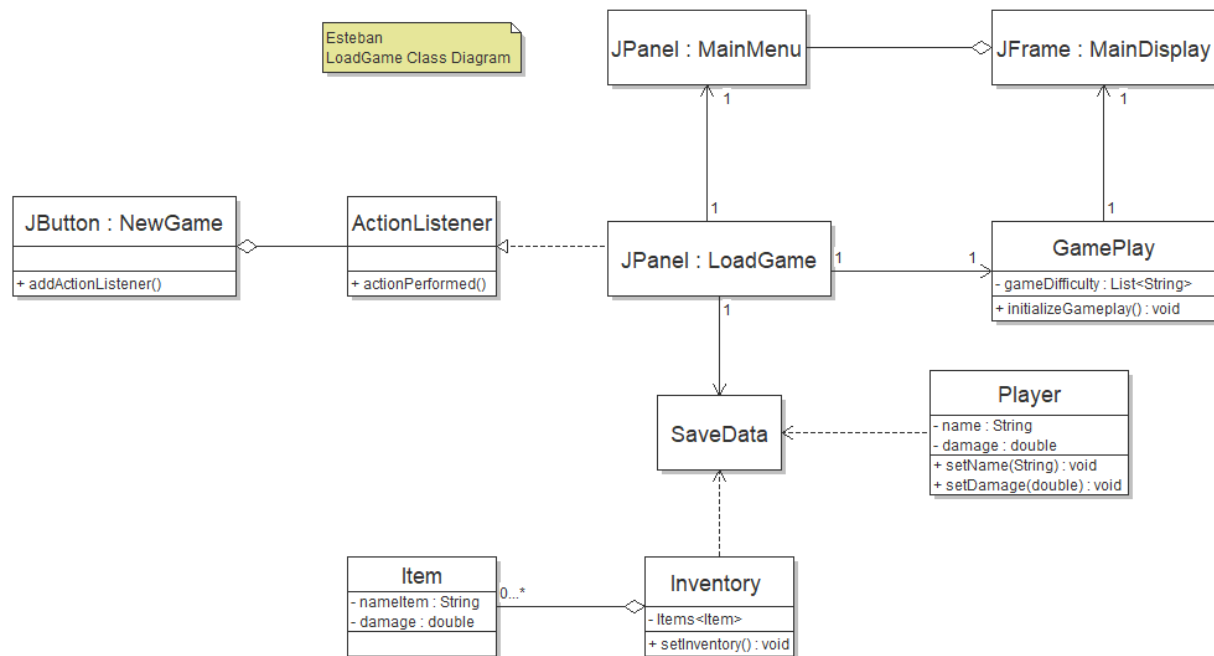 Esteban
LoadGame Class Diagram
JPanel : MainMenu
JFrame : MainDisplay
1
1
JButton : NewGame
+ addActionListener()
ActionListener
+ actionPerformed()
1
JPanel : LoadGame
1
1
1
GamePlay
- gameDifficulty : List<String>
+ initializeGameplay() : void
SaveData
Player
- name : String
- damage : double
+ setName(String) : void
+ setDamage(double) : void
Item
- nameItem : String
- damage : double
0...*
Inventory
- Items<Item>
+ setInventory() : void